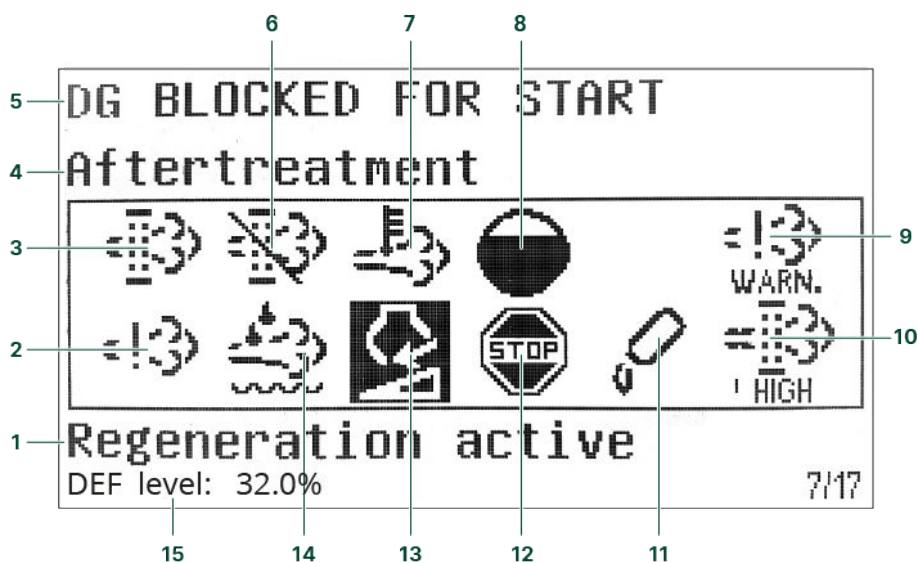 6 7 8
5 DG BLOCKED FOR START
4 Aftertreatment
3 9
WARN.
2 STOP 10
! HIGH
1 Regeneration active
DEF level: 32.0% 7/17
15 14 13 12 11